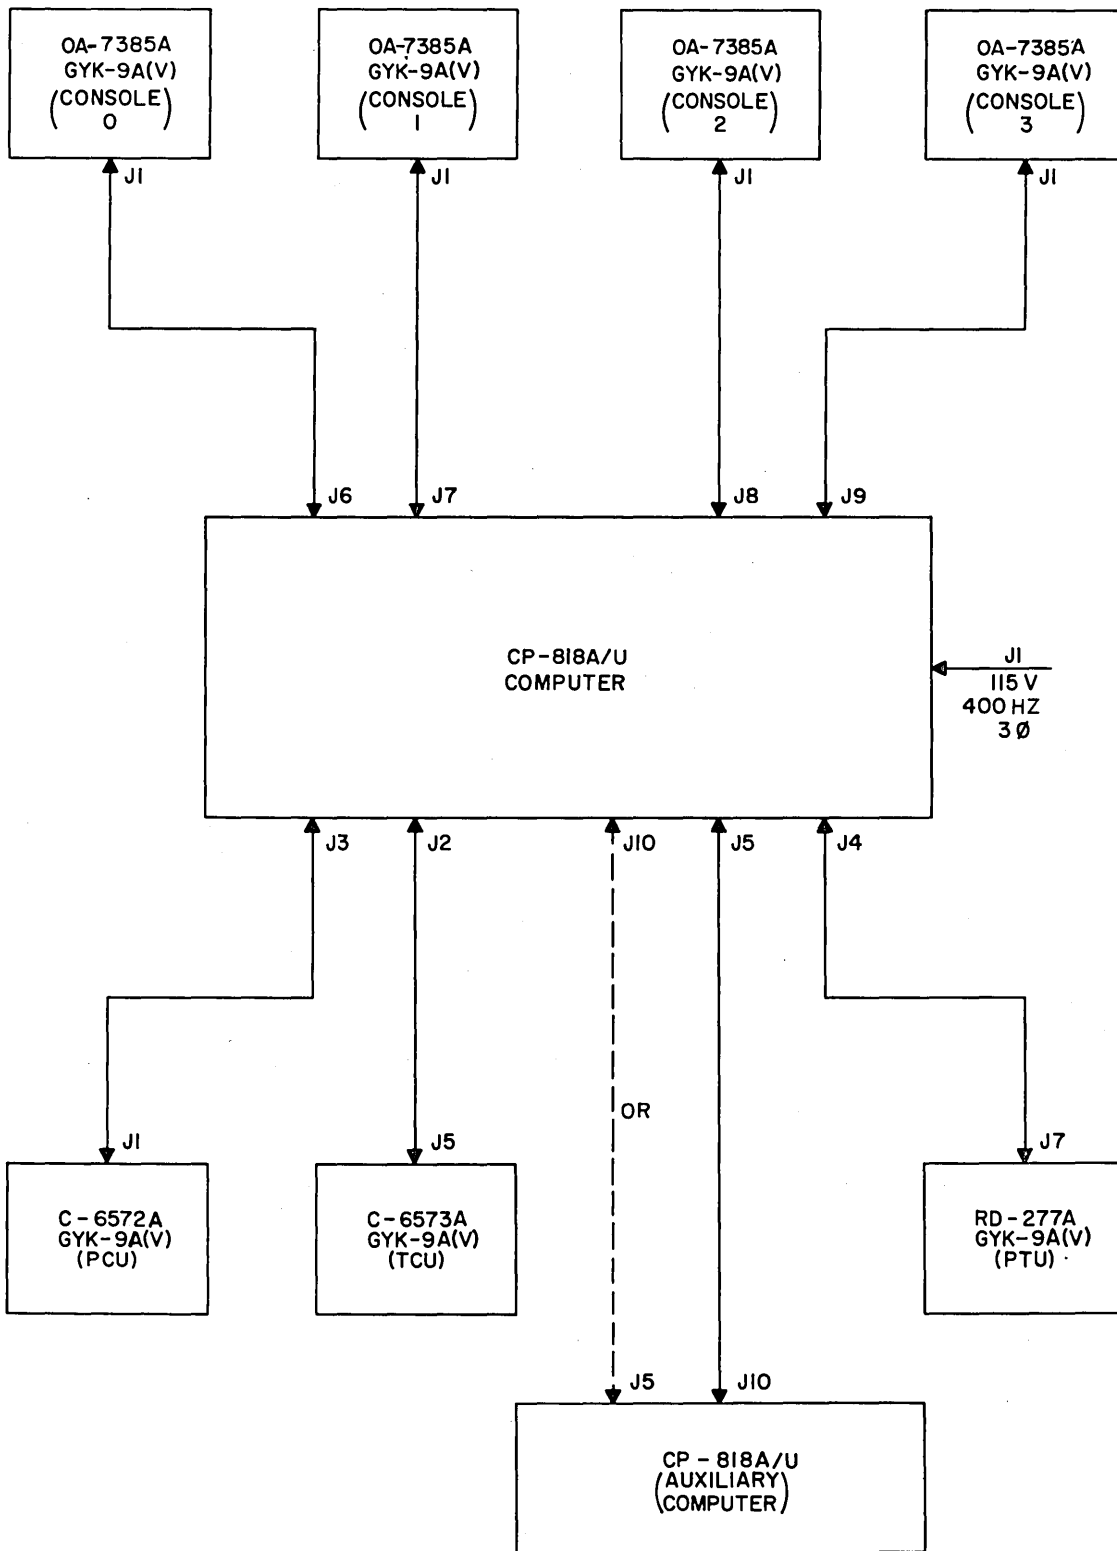 OA-7385A
GYK-9A(V)
(CONSOLE)
0
OA-7385A
GYK-9A(V)
(CONSOLE)
1
OA-7385A
GYK-9A(V)
(CONSOLE)
2
OA-7385A
GYK-9A(V)
(CONSOLE)
3
J1
J1
J1
J1
J6
J7
J8
J9
CP-818A/U
COMPUTER
J1
115 V
400 HZ
3 Ø
J3
J2
J10
J5
J4
OR
J1
J5
J7
C-6572A
GYK-9A(V)
(PCU)
C-6573A
GYK-9A(V)
(TCU)
RD-277A
GYK-9A(V)
(PTU)
J5
J10
CP-818A/U
(AUXILIARY)
COMPUTER